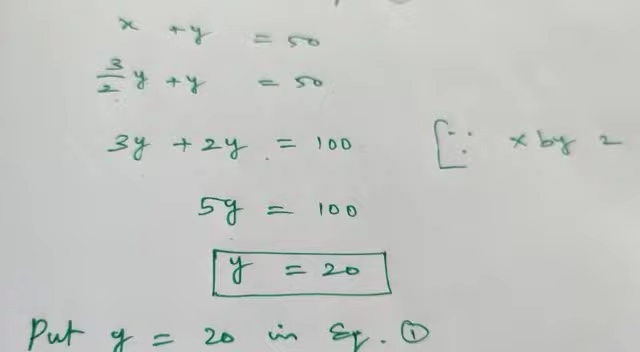 x + y = 50
3/2 y + y = 50
3y + 2y = 100 [∵ x by 2
5y = 100
y = 20
Put y = 20 in Eq. ①